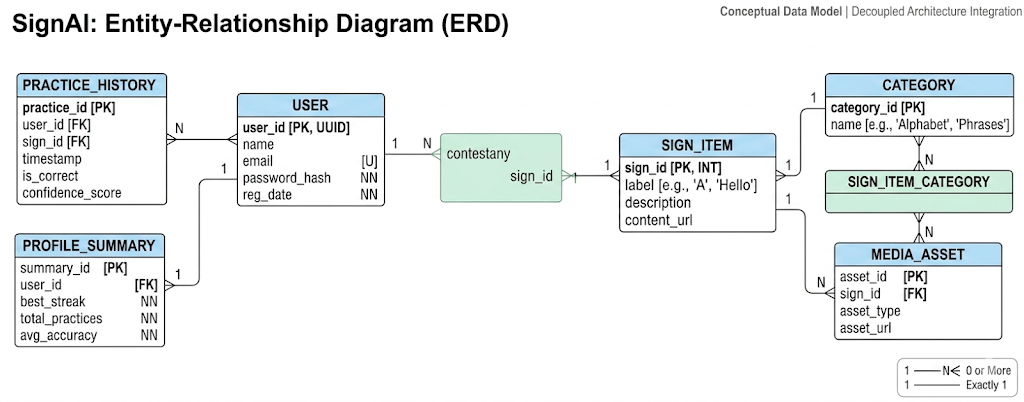 SignAI: Entity-Relationship Diagram (ERD)
Conceptual Data Model | Decoupled Architecture Integration
PRACTICE_HISTORY
practice_id [PK]
user_id [FK]
sign_id [FK]
timestamp
is_correct
confidence_score
N
1
USER
user_id [PK, UUID]
name
email [U]
password_hash NN
reg_date NN
PROFILE_SUMMARY
summary_id [PK]
user_id [FK]
best_streak NN
total_practices NN
avg_accuracy NN
1
1 N
contestany
sign_id
1
1
SIGN_ITEM
sign_id [PK, INT]
label [e.g., 'A', 'Hello']
description
content_url
1
1
1
N
CATEGORY
category_id [PK]
name [e.g., 'Alphabet', 'Phrases']
N
SIGN_ITEM_CATEGORY
N
MEDIA_ASSET
asset_id [PK]
sign_id [FK]
asset_type
asset_url
1 N 0 or More
1 Exactly 1